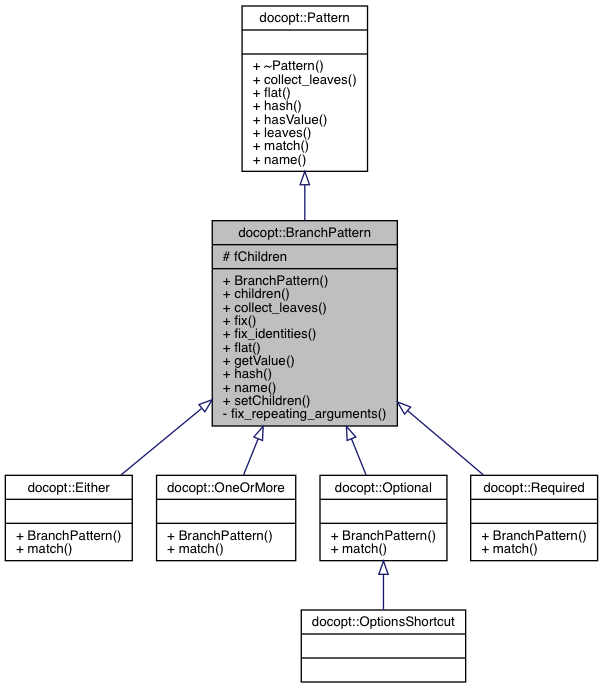 docopt::Pattern
+ ~Pattern()
+ collect_leaves()
+ flat()
+ hash()
+ hasValue()
+ leaves()
+ match()
+ name()
docopt::BranchPattern
# fChildren
+ BranchPattern()
+ children()
+ collect_leaves()
+ fix()
+ fix_identities()
+ flat()
+ getValue()
+ hash()
+ name()
+ setChildren()
- fix_repeating_arguments()
docopt::Either
+ BranchPattern()
+ match()
docopt::OneOrMore
+ BranchPattern()
+ match()
docopt::Optional
+ BranchPattern()
+ match()
docopt::Required
+ BranchPattern()
+ match()
docopt::OptionsShortcut